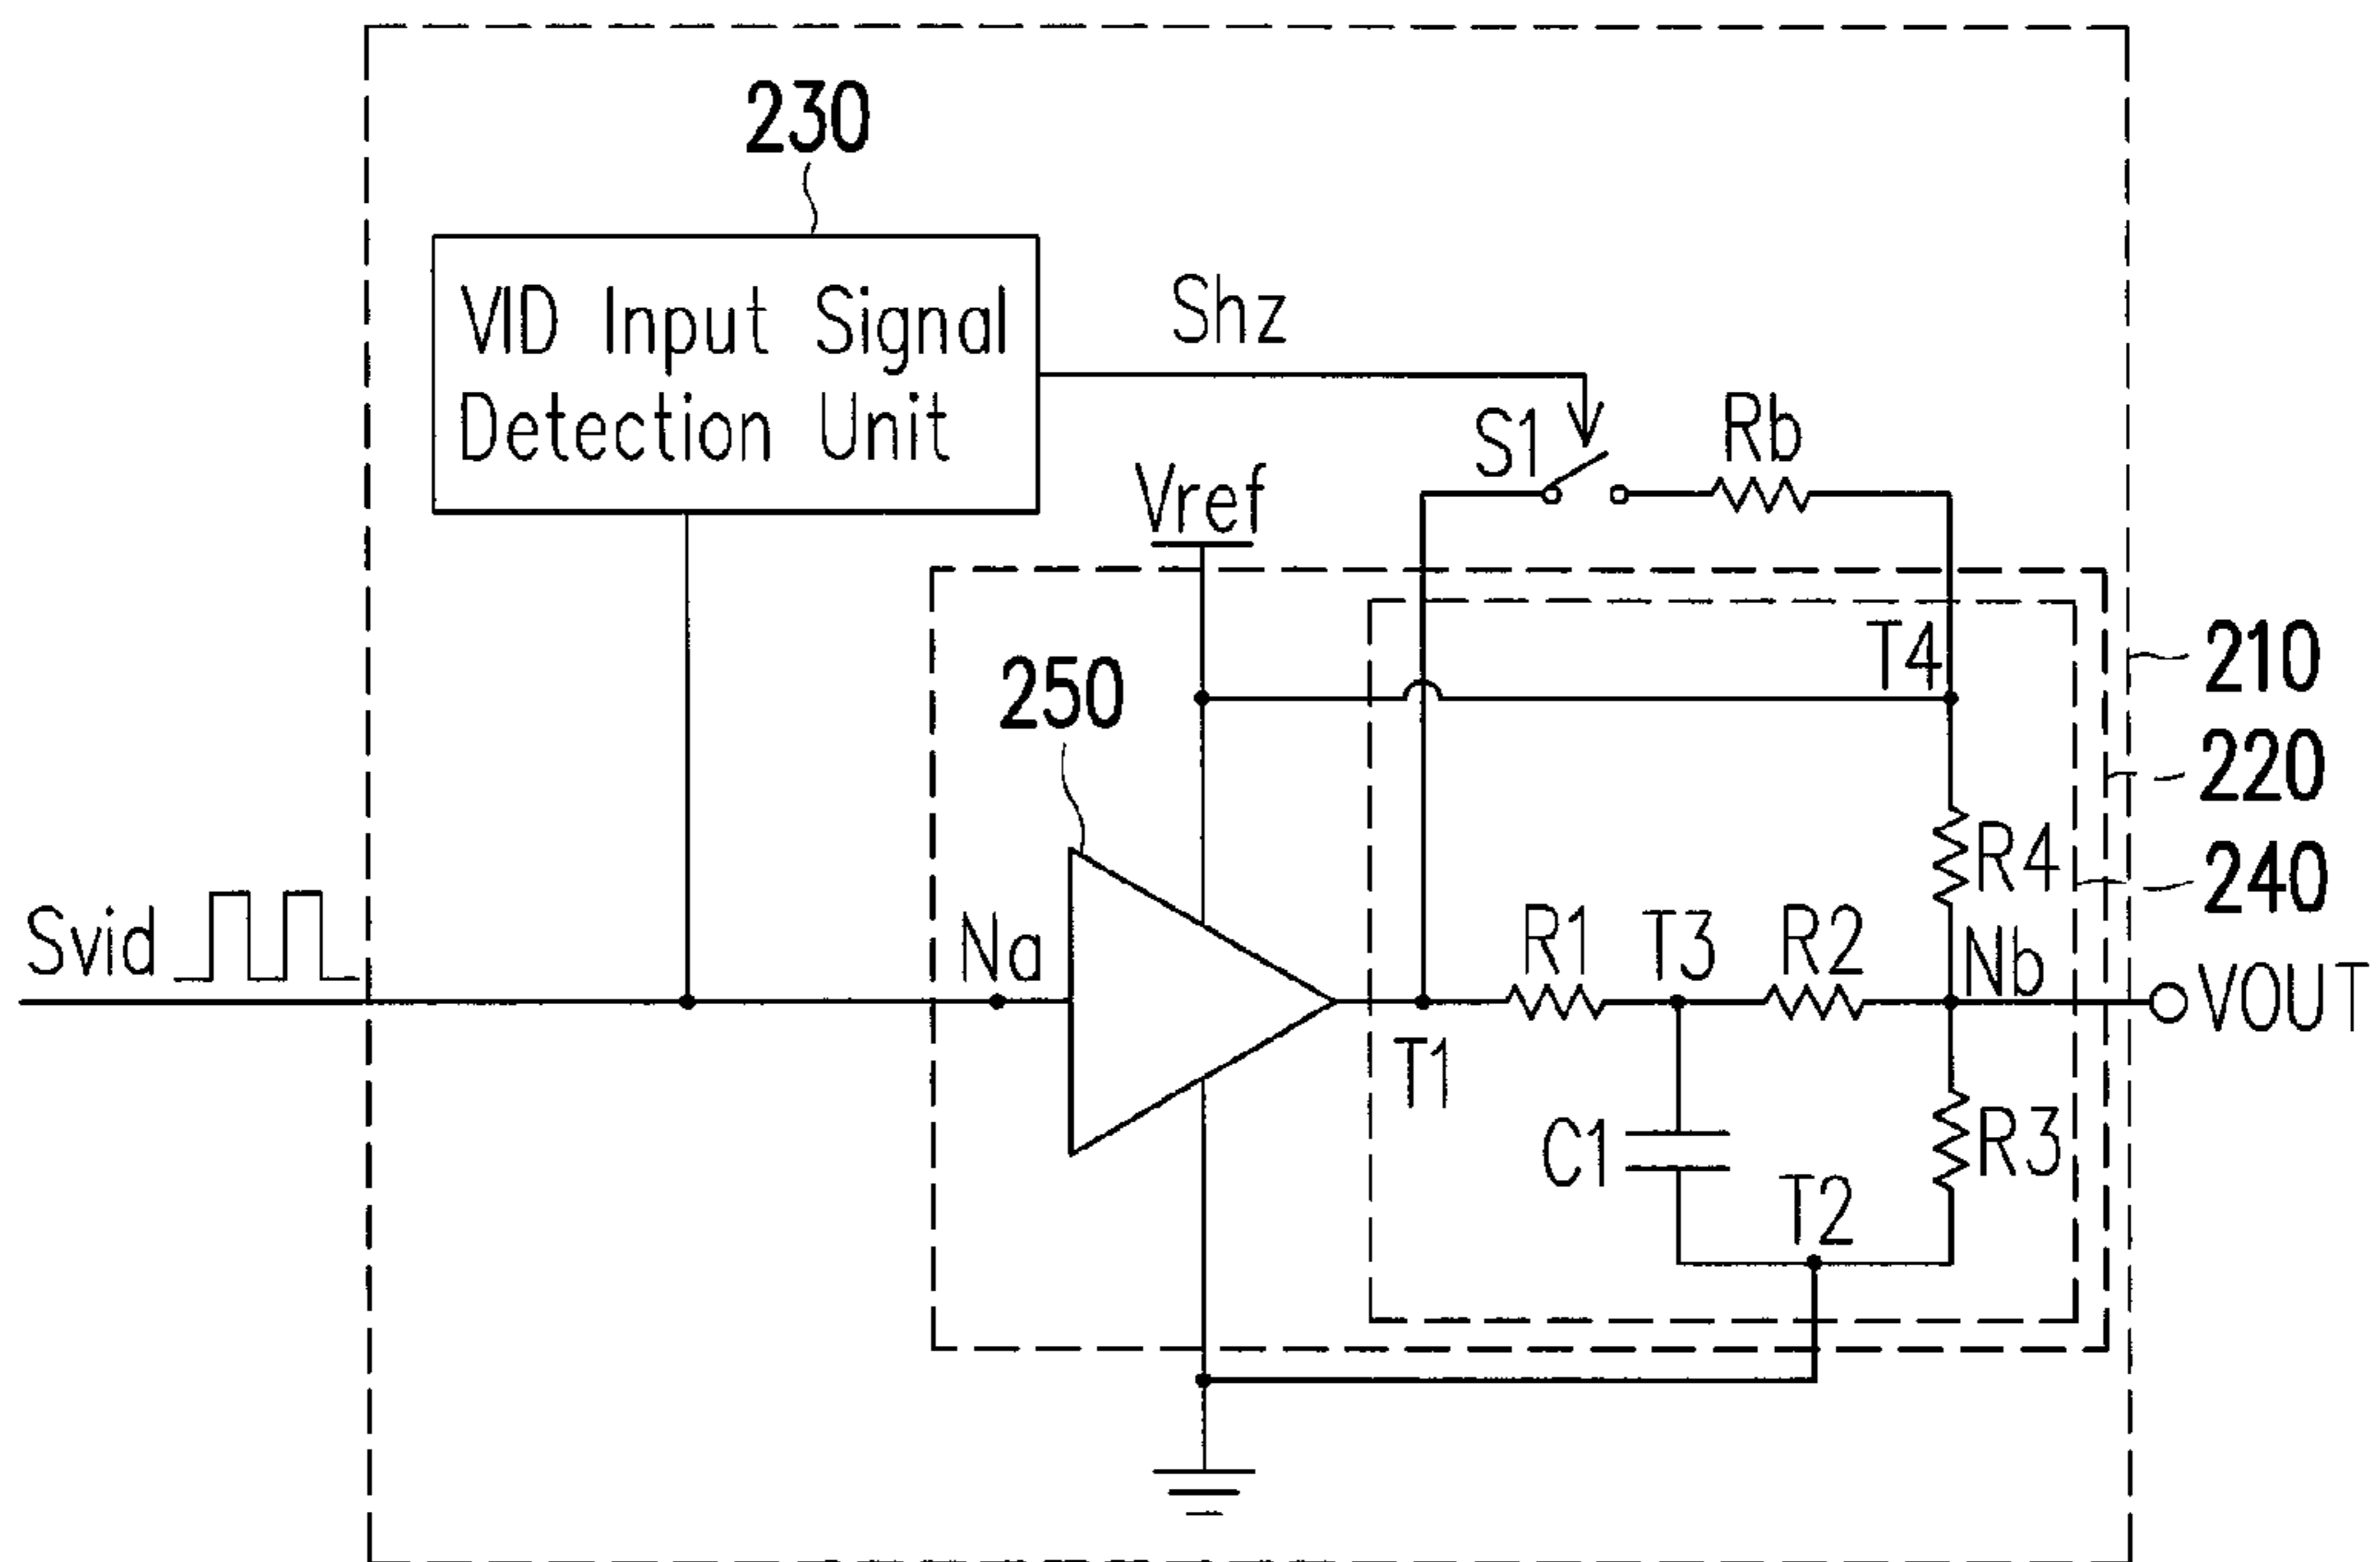 230
VID Input Signal
Detection Unit
Shz
S1
Rb
Vref
T4
210
250
220
R4
240
Svid
Na
R1
T3
R2
Nb
VOUT
T1
C1
R3
T2